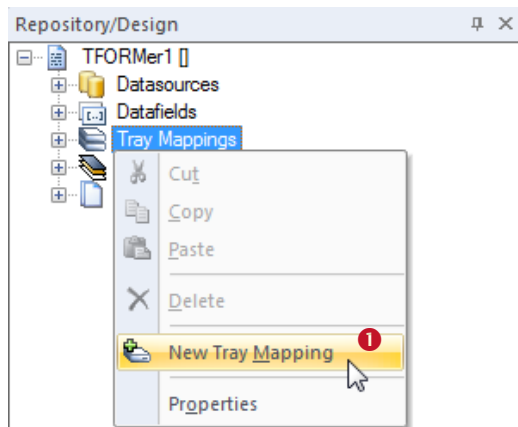 Repository/Design
TFORMer1 []
Datasources
Datafields
Tray Mappings
Cut
Copy
Paste
Delete
New Tray Mapping 1
Properties